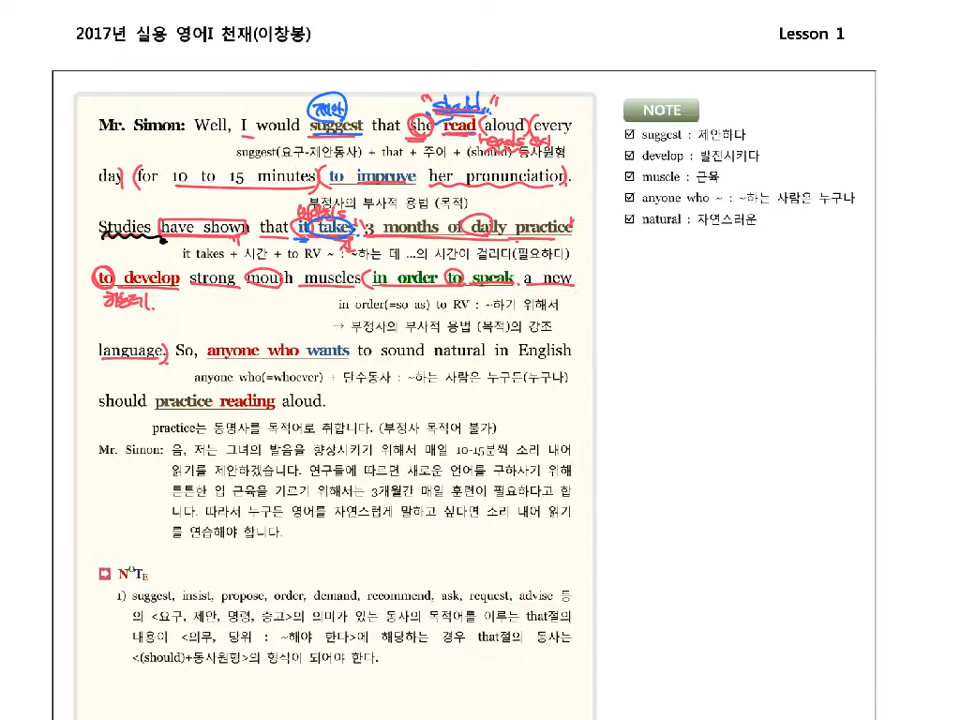 2017년 실용 영어I 천재(이창봉)
Lesson 1
제안
"should"
Mr. Simon: Well, I would suggest that she read aloud every
suggest(요구·제안동사) + that + 주어 + (should) 동사원형
day for 10 to 15 minutes to improve her pronunciation.
부정사의 부사적 용법 (목적)
Studies have shown that it takes 3 months of daily practice
it takes + 시간 + to RV ~ : ~하는 데 ...의 시간이 걸리다(필요하다)
to develop strong mouth muscles in order to speak a new
in order(=so as) to RV : ~하기 위해서
→ 부정사의 부사적 용법 (목적)의 강조
language. So, anyone who wants to sound natural in English
anyone who(=whoever) + 단수동사 : ~하는 사람은 누구든(누구나)
should practice reading aloud.
practice는 동명사를 목적어로 취합니다. (부정사 목적어 불가)
Mr. Simon: 음, 저는 그녀의 발음을 향상시키기 위해서 매일 10-15분씩 소리 내어
읽기를 제안하겠습니다. 연구들에 따르면 새로운 언어를 구사하기 위해
튼튼한 입 근육을 기르기 위해서는 3개월간 매일 훈련이 필요하다고 합
니다. 따라서 누구든 영어를 자연스럽게 말하고 싶다면 소리 내어 읽기
를 연습해야 합니다.
NOTE
1) suggest, insist, propose, order, demand, recommend, ask, request, advise 등
의 <요구, 제안, 명령, 충고>의 의미가 있는 동사의 목적어를 이루는 that절의
내용이 <의무, 당위 : ~해야 한다>에 해당하는 경우 that절의 동사는
<(should)+동사원형>의 형식이 되어야 한다.
NOTE
☑ suggest : 제안하다
☑ develop : 발전시키다
☑ muscle : 근육
☑ anyone who ~ : ~하는 사람은 누구나
☑ natural : 자연스러운